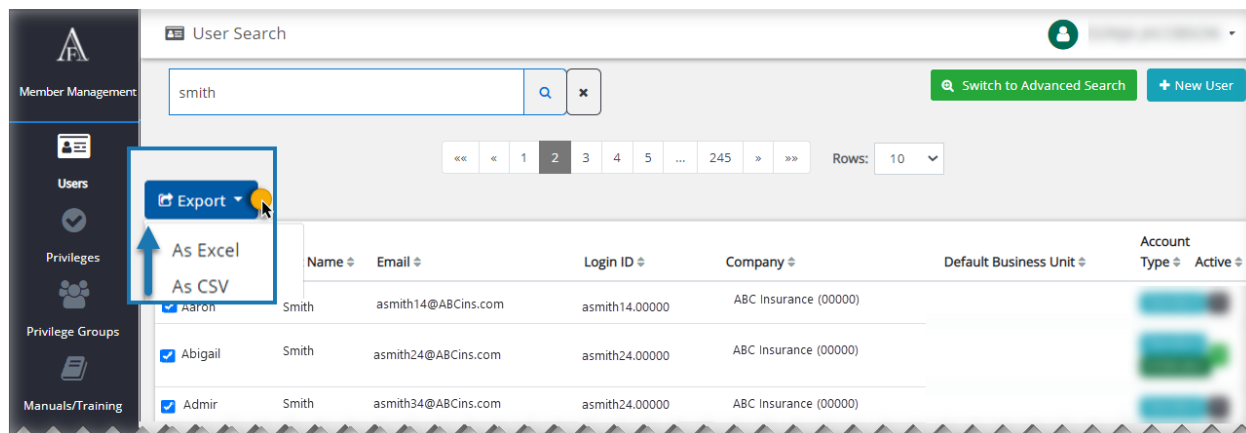 AF
Member Management
Users
Privileges
Privilege Groups
Manuals/Training
User Search
smith
Switch to Advanced Search
+ New User
«« « 1 2 3 4 5 ... 245 » »» Rows: 10
Export
As Excel
As CSV
Name Email Login ID Company Default Business Unit Account Type Active
Aaron Smith asmith14@ABCins.com asmith14.00000 ABC Insurance (00000)
Abigail Smith asmith24@ABCins.com asmith24.00000 ABC Insurance (00000)
Admir Smith asmith34@ABCins.com asmith24.00000 ABC Insurance (00000)